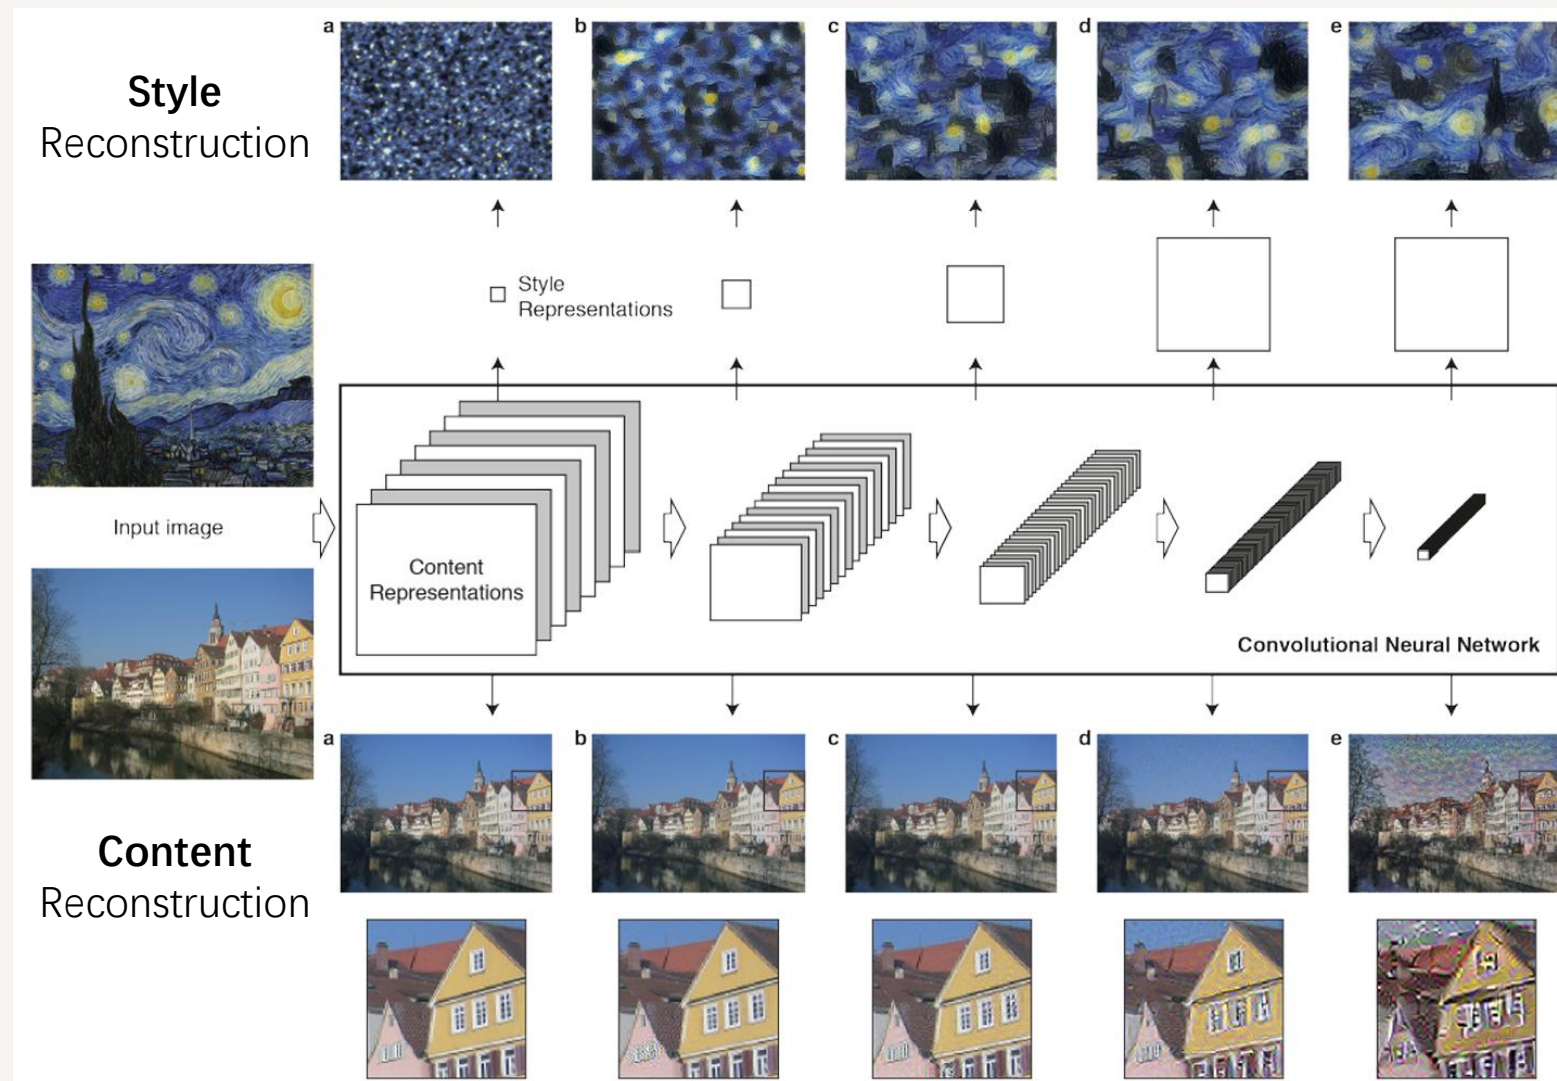 a b c d e
Style
Reconstruction
Style
Representations
Input image
Content
Representations
Convolutional Neural Network
a b c d e
Content
Reconstruction